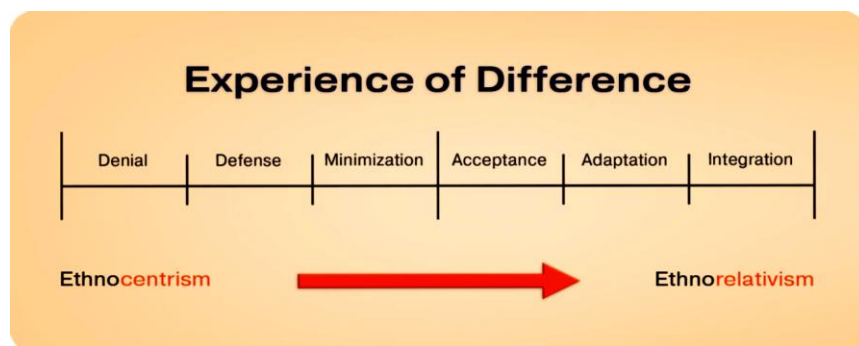 Experience of Difference
Denial Defense Minimization Acceptance Adaptation Integration
Ethnocentrism Ethnorelativism